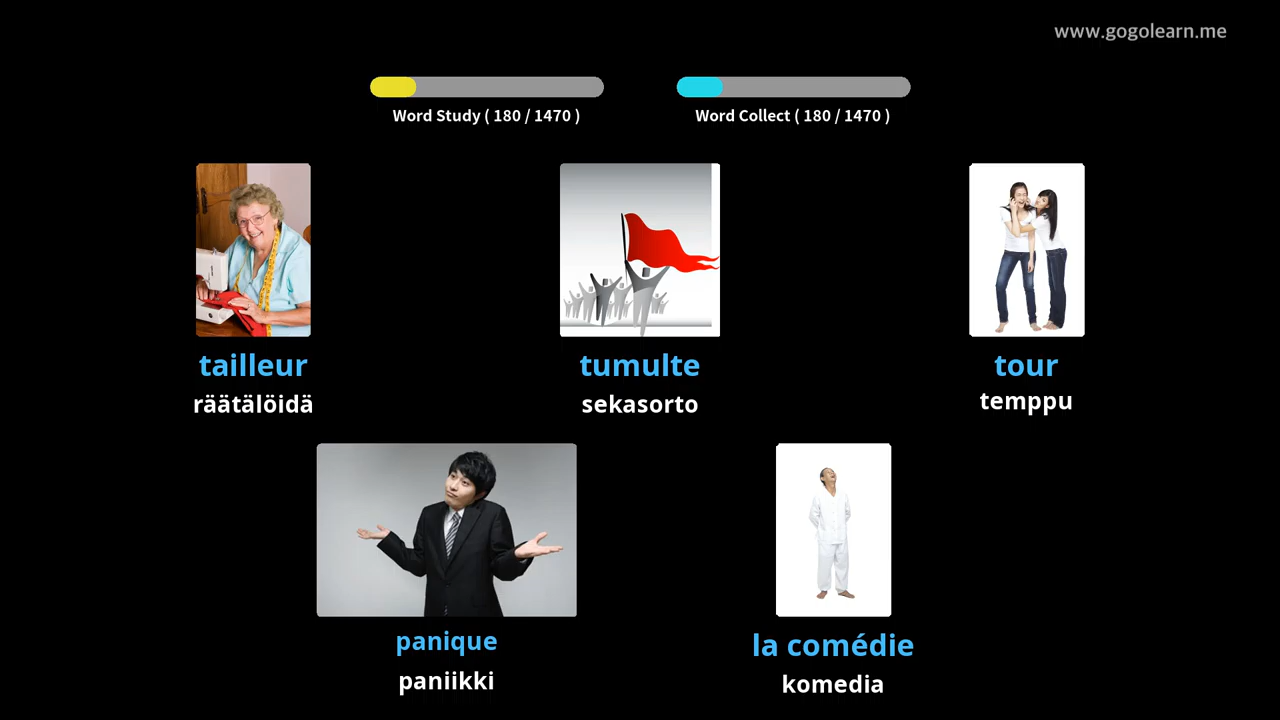 www.gogolearn.me
Word Study ( 180 / 1470 )
Word Collect ( 180 / 1470 )
tailleur
räätälöidä
tumulte
sekasorto
tour
temppu
panique
paniikki
la comédie
komedia